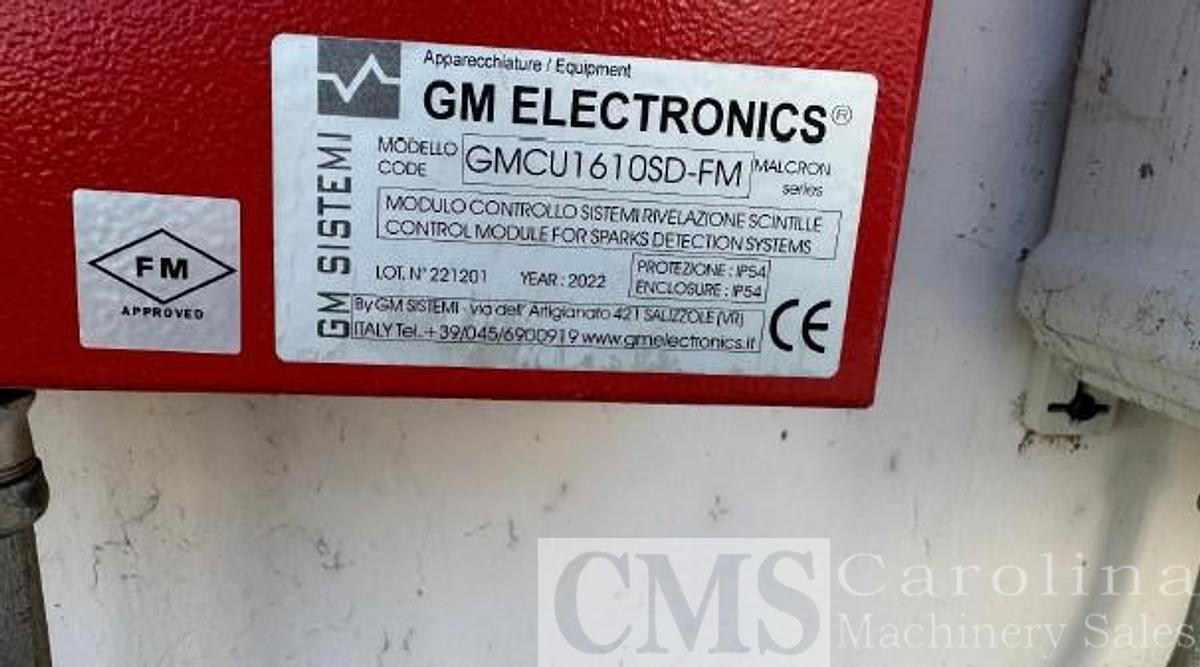 Apparecchiature / Equipment
GM ELECTRONICS®
GM SISTEMI
MODELLO
CODE
GMCU1610SD-FM
MALCRON
series
MODULO CONTROLLO SISTEMI RIVELAZIONE SCINTILLE
CONTROL MODULE FOR SPARKS DETECTION SYSTEMS
LOT. N° 221201 YEAR : 2022
PROTEZIONE : IP54
ENCLOSURE : IP54
By GM SISTEMI - via dell' Artigianato 421 SALIZZOLE (VR)
ITALY Tel. +39/045/6900919 www.gmelectronics.it
CE
FM
APPROVED
CMS Carolina
Machinery Sales